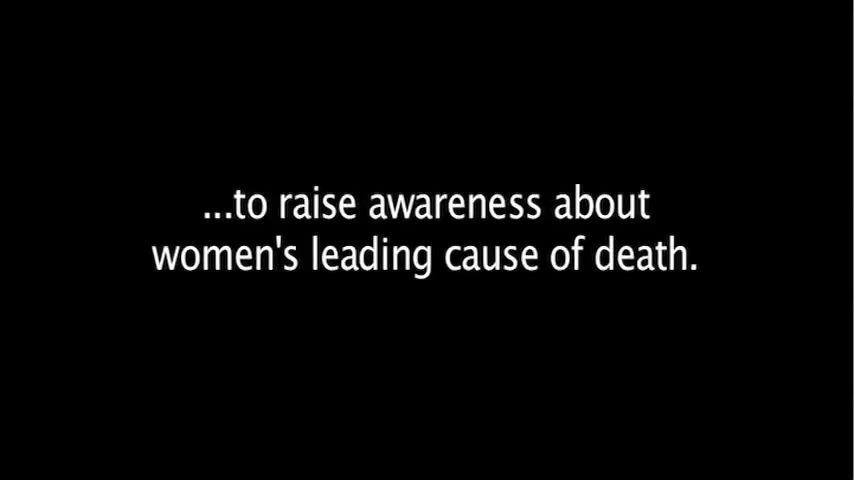 ...to raise awareness about
women's leading cause of death.